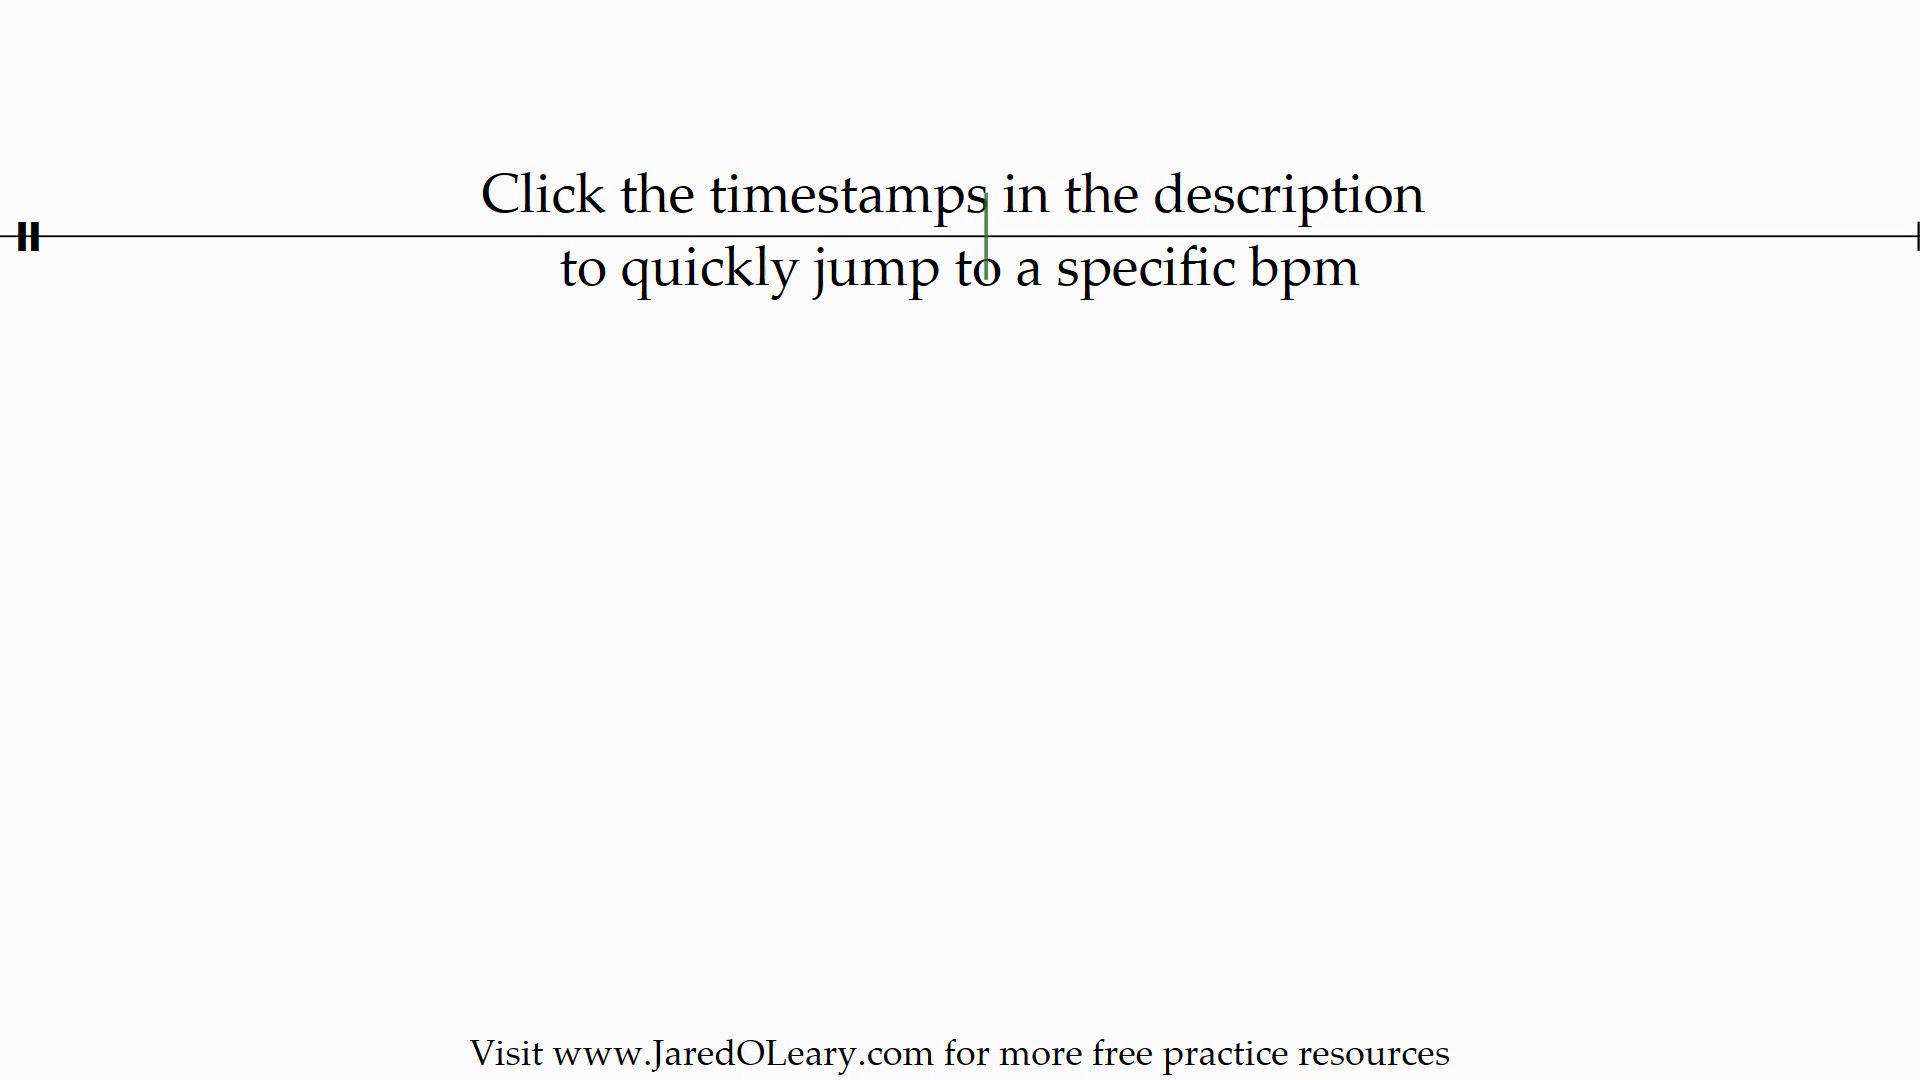 Click the timestamps in the description
to quickly jump to a specific bpm
Visit www.JaredOLeary.com for more free practice resources